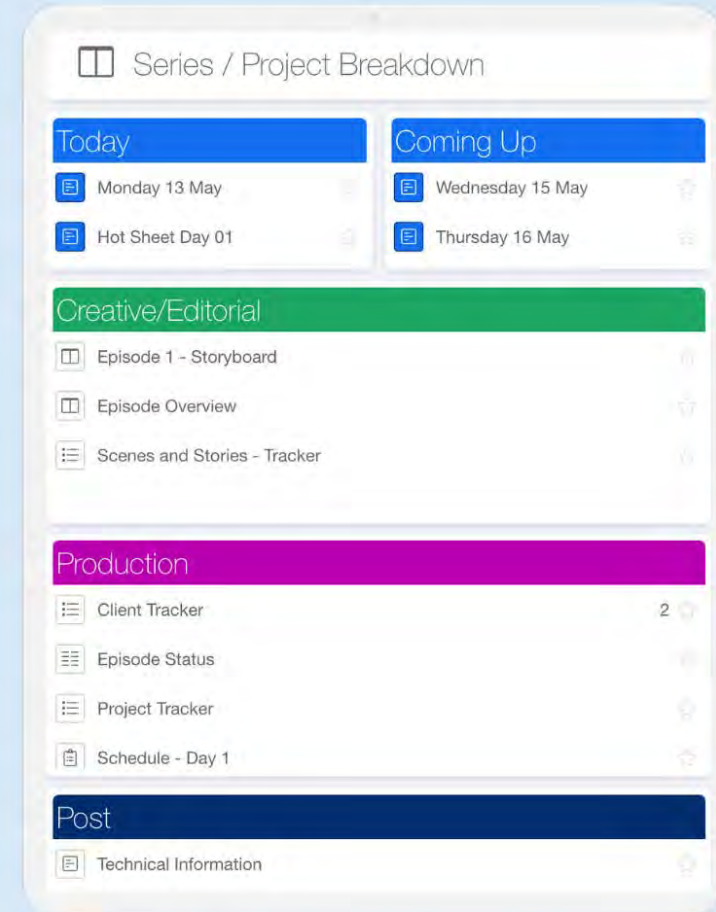 Series / Project Breakdown
Today
Monday 13 May
Hot Sheet Day 01
Coming Up
Wednesday 15 May
Thursday 16 May
Creative/Editorial
Episode 1 - Storyboard
Episode Overview
Scenes and Stories - Tracker
Production
Client Tracker 2
Episode Status
Project Tracker
Schedule - Day 1
Post
Technical Information